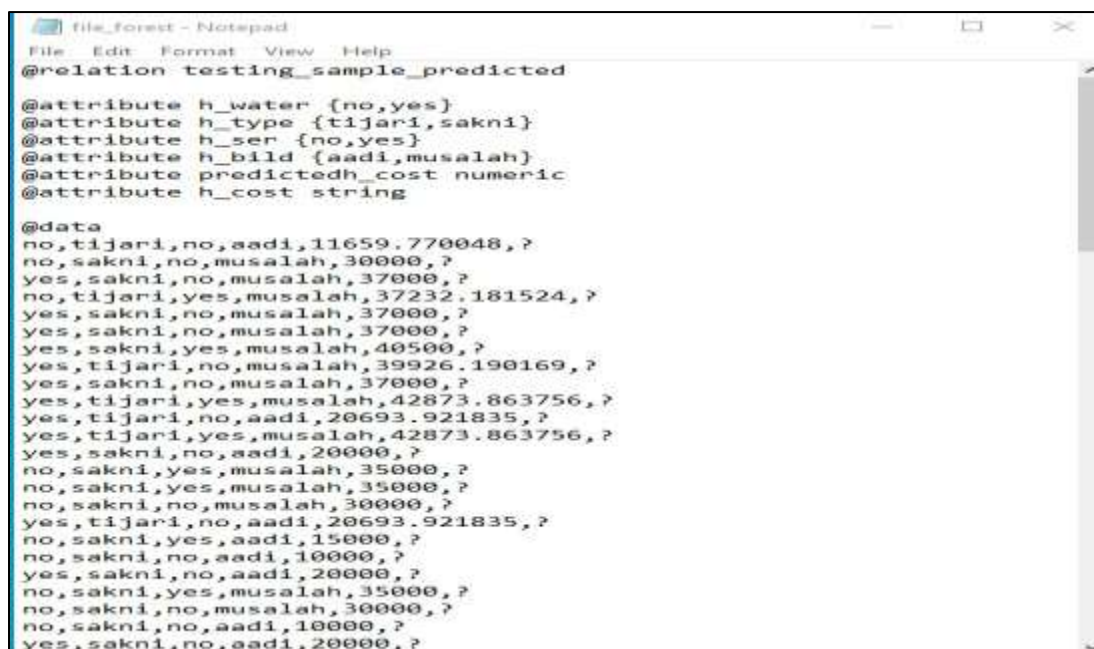 file_forest - Notepad
File Edit Format View Help
@relation testing_sample_predicted
@attribute h_water {no,yes}
@attribute h_type {tijari,sakni}
@attribute h_ser {no,yes}
@attribute h_bild {aadi,musalah}
@attribute predictedh_cost numeric
@attribute h_cost string
@data
no,tijari,no,aadi,11659.770048,?
no,sakni,no,musalah,30000,?
yes,sakni,no,musalah,37000,?
no,tijari,yes,musalah,37232.181524,?
yes,sakni,no,musalah,37000,?
yes,sakni,no,musalah,37000,?
yes,sakni,yes,musalah,40500,?
yes,tijari,no,musalah,39926.190169,?
yes,sakni,no,musalah,37000,?
yes,tijari,yes,musalah,42873.863756,?
yes,tijari,no,aadi,20693.921835,?
yes,tijari,yes,musalah,42873.863756,?
yes,sakni,no,aadi,20000,?
no,sakni,yes,musalah,35000,?
no,sakni,yes,musalah,35000,?
no,sakni,no,musalah,30000,?
yes,tijari,no,aadi,20693.921835,?
no,sakni,yes,aadi,15000,?
no,sakni,no,aadi,10000,?
yes,sakni,no,aadi,20000,?
no,sakni,yes,musalah,35000,?
no,sakni,no,musalah,30000,?
no,sakni,no,aadi,10000,?
yes,sakni,no,aadi,20000,?